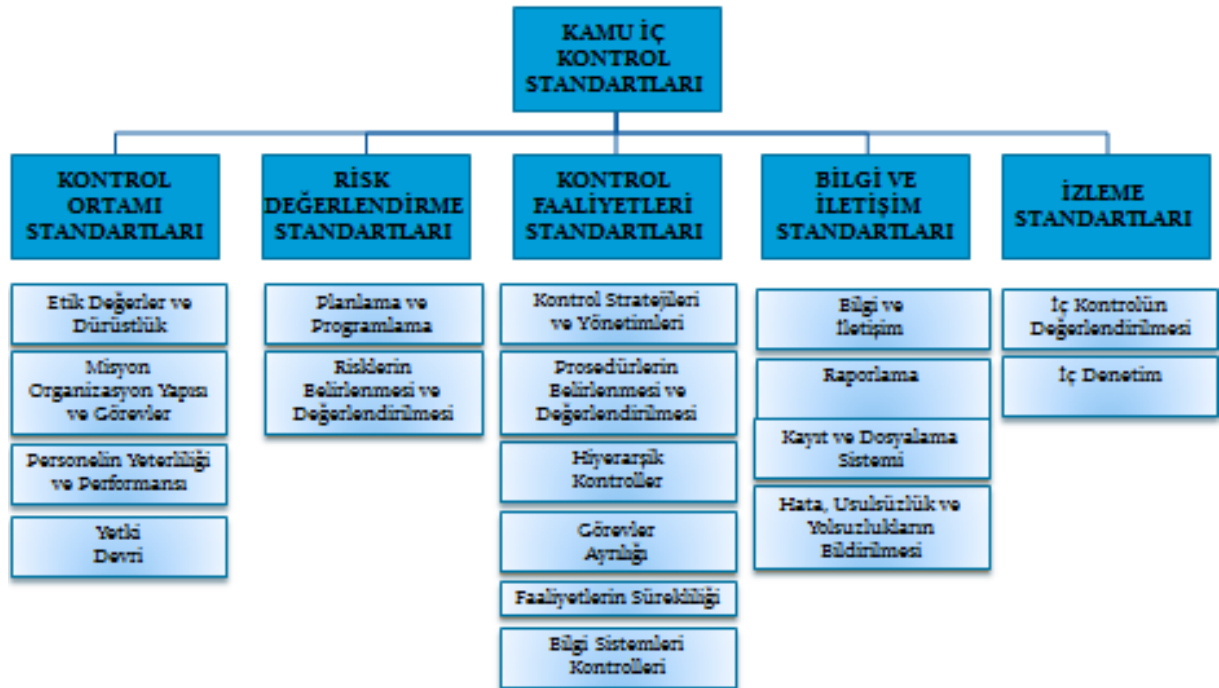 KAMU İÇ
KONTROL
STANDARTLARI
KONTROL
ORTAMI
STANDARTLARI
Etik Değerler ve
Dürüstlük
Misyon
Organizasyon Yapısı
ve Görevler
Personelin Yeterliliği
ve Performansı
Yetki
Devri
RİSK
DEĞERLENDİRME
STANDARTLARI
Planlama ve
Programlama
Risklerin
Belirlenmesi ve
Değerlendirilmesi
KONTROL
FAALİYETLERİ
STANDARTLARI
Kontrol Stratejileri
ve Yönetimleri
Prosedürlerin
Belirlenmesi ve
Değerlendirilmesi
Hiyerarşik
Kontroller
Görevler
Ayrılığı
Faaliyetlerin Sürekliliği
Bilgi Sistemleri
Kontrolleri
BİLGİ VE
İLETİŞİM
STANDARTLARI
Bilgi ve
İletişim
Raporlama
Kayıt ve Dosyalama
Sistemi
Hata, Usulsüzlük ve
Yolsuzlukların
Bildirilmesi
İZLEME
STANDARTLARI
İç Kontrolün
Değerlendirilmesi
İç Denetim